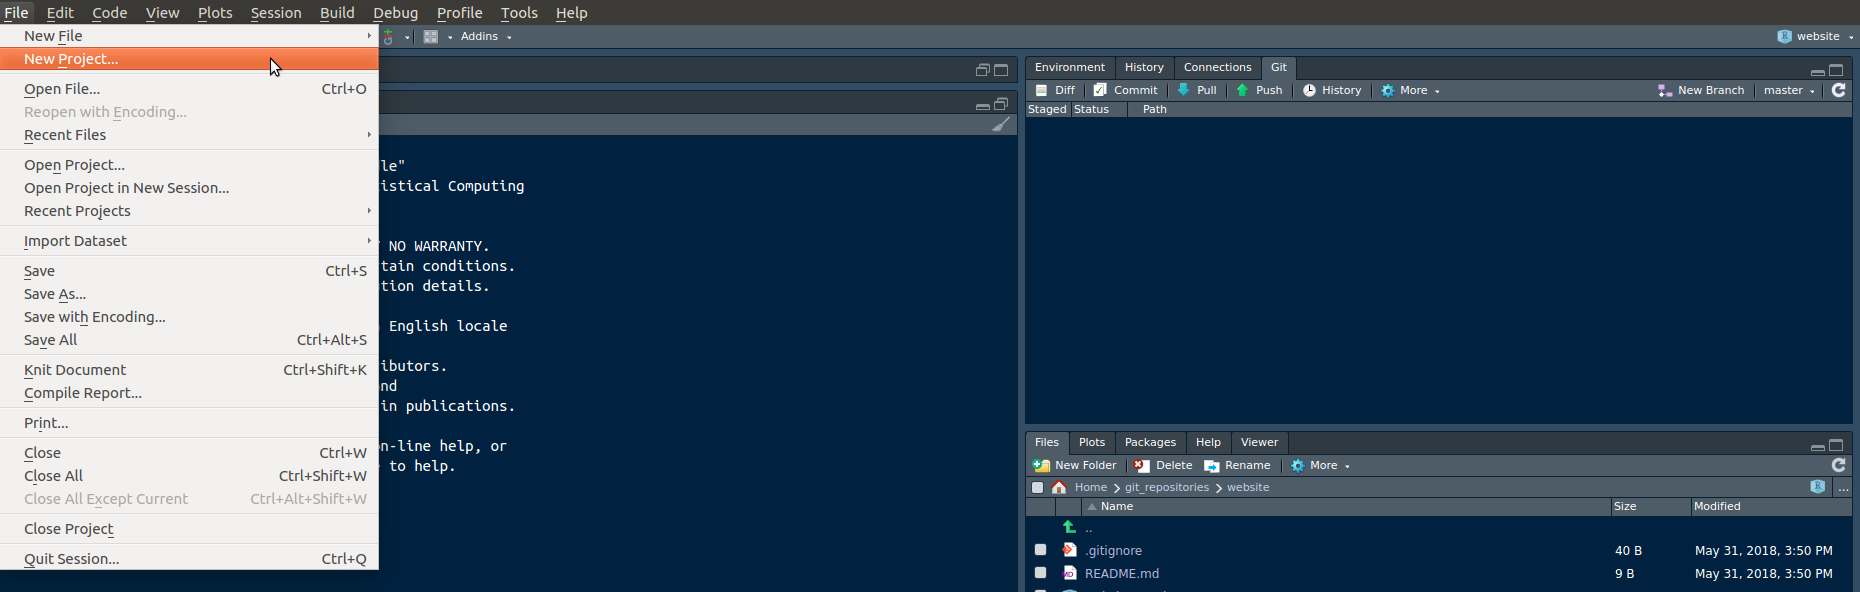 File Edit Code View Plots Session Build Debug Profile Tools Help
Addins
website
New File
New Project...
Open File... Ctrl+O
Reopen with Encoding...
Recent Files
Open Project...
Open Project in New Session...
Recent Projects
Import Dataset
Save Ctrl+S
Save As...
Save with Encoding...
Save All Ctrl+Alt+S
Knit Document Ctrl+Shift+K
Compile Report...
Print...
Close Ctrl+W
Close All Ctrl+Shift+W
Close All Except Current Ctrl+Alt+Shift+W
Close Project
Quit Session... Ctrl+Q
le"
istical Computing
NO WARRANTY.
tain conditions.
tion details.
English locale
ibutors.
nd
in publications.
n-line help, or
to help.
Environment History Connections Git
Diff Commit Pull Push History More New Branch master
Staged Status Path
Files Plots Packages Help Viewer
New Folder Delete Rename More
Home git_repositories website ...
Name Size Modified
..
.gitignore 40 B May 31, 2018, 3:50 PM
README.md 9 B May 31, 2018, 3:50 PM